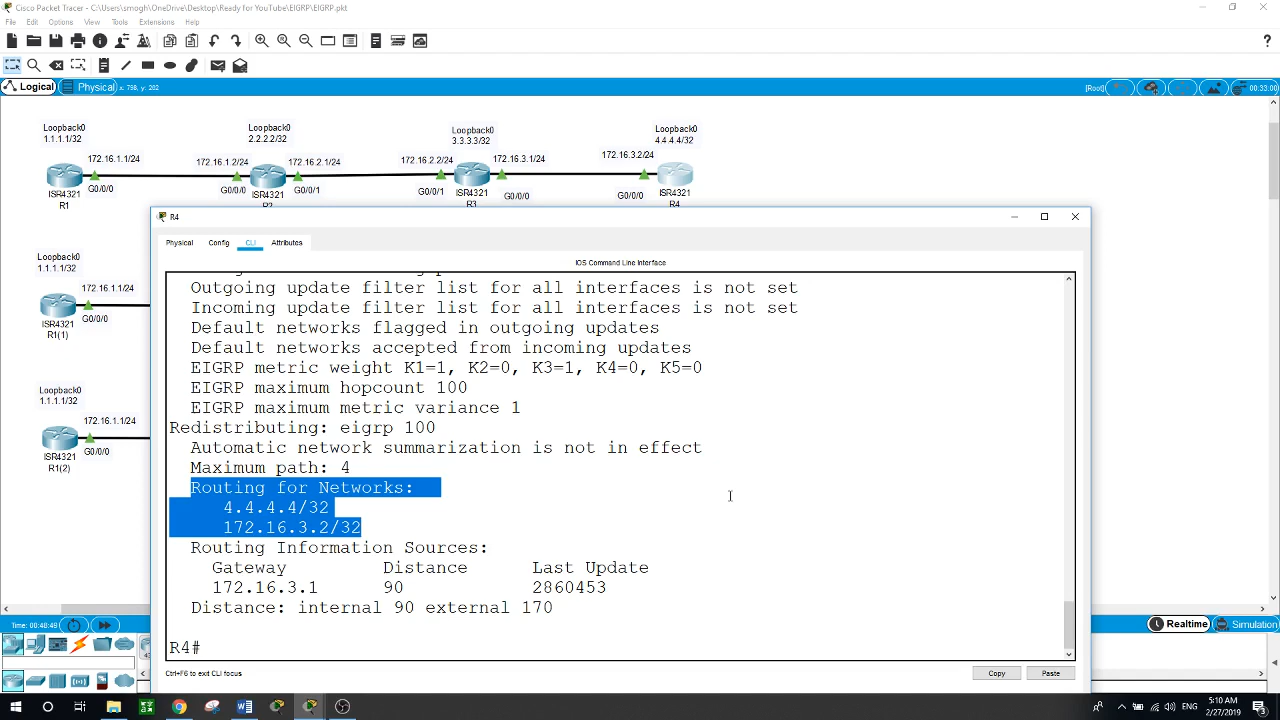 Cisco Packet Tracer - C:\Users\smogh\OneDrive\Desktop\Ready for YouTube\EIGRP\EIGRP.pkt
File Edit Options View Tools Extensions Help
Logical Physical x: 798, y: 202 [Root] 00:33:00
Loopback0
1.1.1.1/32
Loopback0
2.2.2.2/32
Loopback0
3.3.3.3/32
Loopback0
4.4.4.4/32
172.16.1.1/24 172.16.1.2/24 172.16.2.1/24 172.16.2.2/24 172.16.3.1/24 172.16.3.2/24
G0/0/0 G0/0/0 G0/0/1 G0/0/1 G0/0/0 G0/0/0
ISR4321 ISR4321 ISR4321 ISR4321
R1 R2 R3 R4
Loopback0
1.1.1.1/32
172.16.1.1/24
G0/0/0
ISR4321
R1(1)
Loopback0
1.1.1.1/32
172.16.1.1/24
G0/0/0
ISR4321
R1(2)
R4
Physical Config CLI Attributes
IOS Command Line Interface
Outgoing update filter list for all interfaces is not set
Incoming update filter list for all interfaces is not set
Default networks flagged in outgoing updates
Default networks accepted from incoming updates
EIGRP metric weight K1=1, K2=0, K3=1, K4=0, K5=0
EIGRP maximum hopcount 100
EIGRP maximum metric variance 1
Redistributing: eigrp 100
Automatic network summarization is not in effect
Maximum path: 4
Routing for Networks:
4.4.4.4/32
172.16.3.2/32
Routing Information Sources:
Gateway Distance Last Update
172.16.3.1 90 2860453
Distance: internal 90 external 170
R4#
Ctrl+F6 to exit CLI focus
Copy Paste
Time: 00:48:49
Realtime Simulation
ENG
5:10 AM
2/27/2019